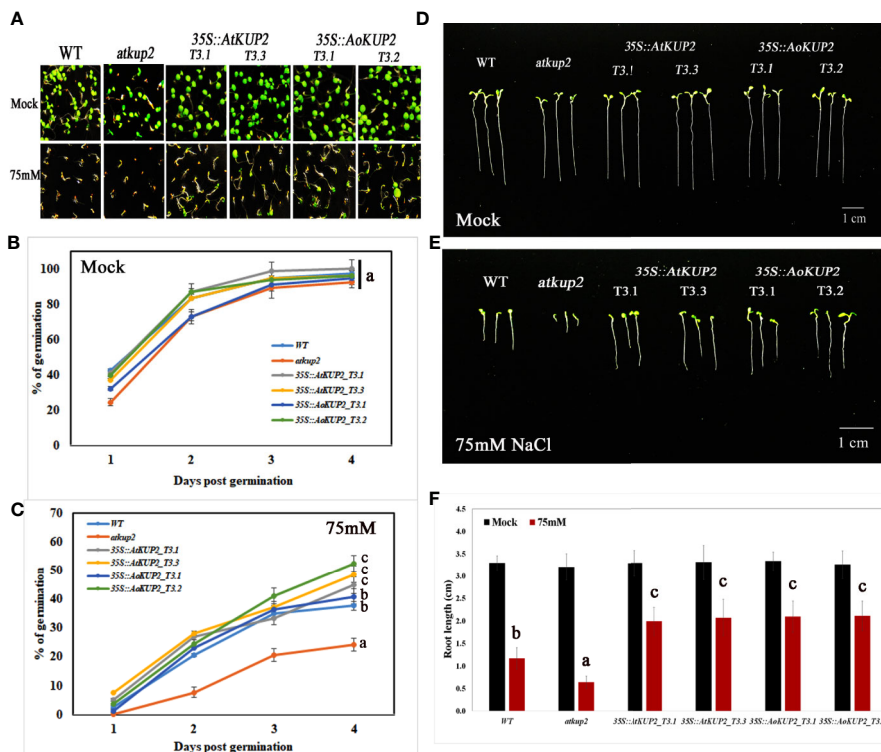 A
WT
atkup2
35S::AtKUP2
T3.1
T3.3
35S::AoKUP2
T3.1
T3.2
Mock
75mM
B
Mock
100
80
60
40
20
0
% of germination
a
WT
atkup2
35S::AtKUP2_T3.1
35S::AtKUP2_T3.3
35S::AoKUP2_T3.1
35S::AoKUP2_T3.2
1
2
3
4
Days post germination
C
75mM
70
60
50
40
30
20
10
0
% of germination
WT
atkup2
35S::AtKUP2_T3.1
35S::AtKUP2_T3.3
35S::AoKUP2_T3.1
35S::AoKUP2_T3.2
c
c
c
b
b
a
1
2
3
4
Days post germination
D
WT
atkup2
35S::AtKUP2
T3.!
T3.3
35S::AoKUP2
T3.1
T3.2
Mock
1 cm
E
WT
atkup2
35S::AtKUP2
T3.1
T3.3
35S::AoKUP2
T3.1
T3.2
75mM NaCl
1 cm
F
Mock
75mM
4.5
4.0
3.5
3.0
2.5
2.0
1.5
1.0
0.5
0.0
Root length (cm)
b
a
c
c
c
c
WT
atkup2
35S::AtKUP2_T3.1
35S::AtKUP2_T3.3
35S::AoKUP2_T3.1
35S::AoKUP2_T3.